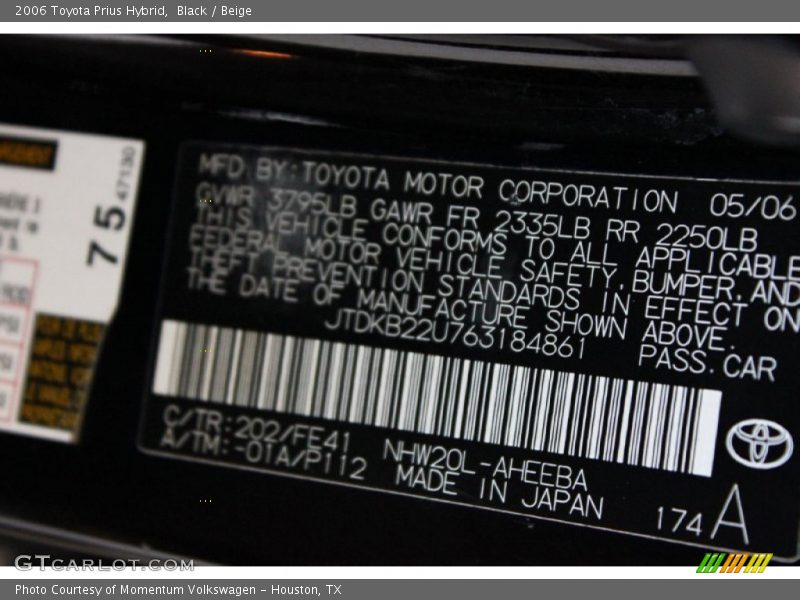 2006 Toyota Prius Hybrid, Black / Beige
47130
75
MFD BY: TOYOTA MOTOR CORPORATION 05/06
GVWR 3795LB GAWR FR 2335LB RR 2250LB
THIS VEHICLE CONFORMS TO ALL APPLICABLE
FEDERAL MOTOR VEHICLE SAFETY, BUMPER, AND
THEFT PREVENTION STANDARDS IN EFFECT ON
THE DATE OF MANUFACTURE SHOWN ABOVE.
JTDKB22U763184861 PASS. CAR
C/TR: 202/FE41 NHW20L-AHEEBA
A/TM: -01A/P112 MADE IN JAPAN 174 A
GTCARLOT.COM
Photo Courtesy of Momentum Volkswagen - Houston, TX